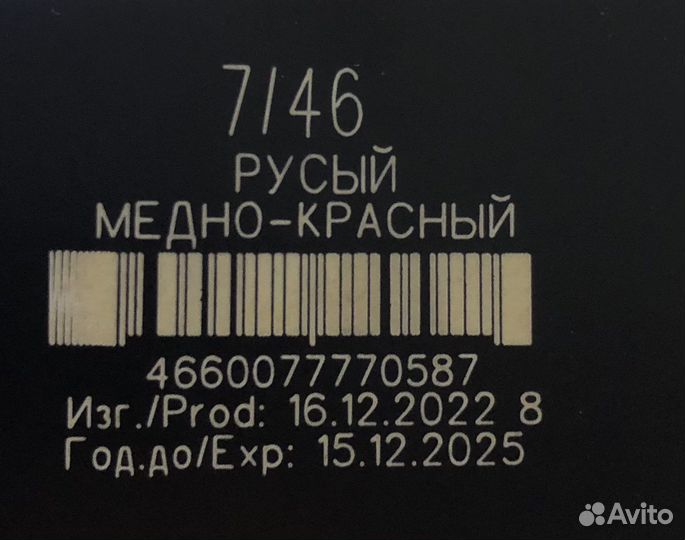 7/46
РУСЫЙ
МЕДНО-КРАСНЫЙ
4660077770587
Изг./Prod: 16.12.2022 8
Год.до/Exp: 15.12.2025
Avito